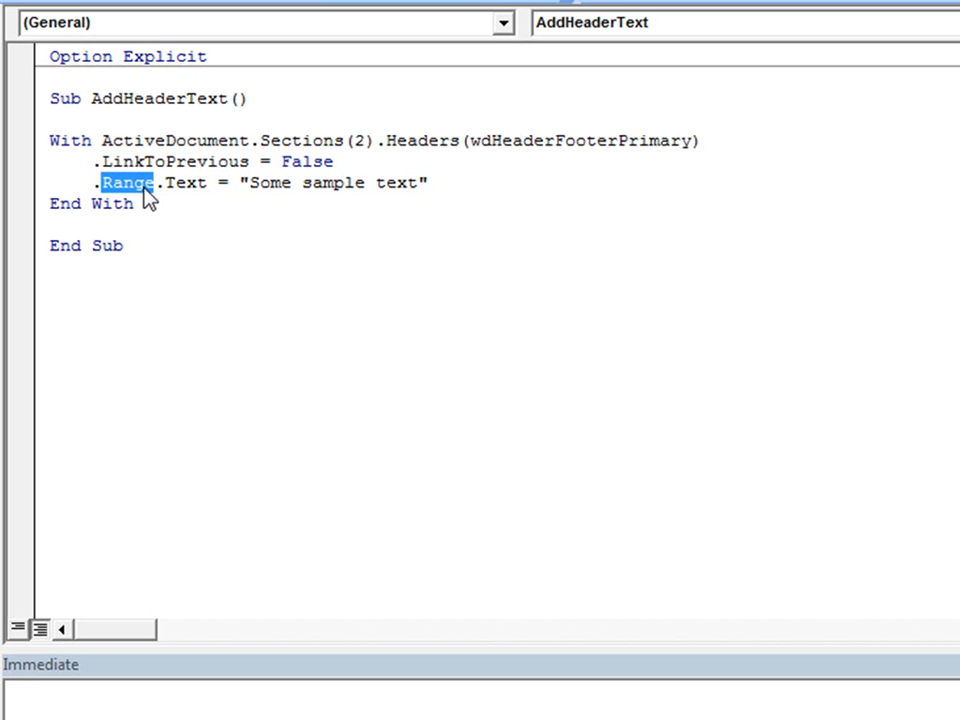 (General) AddHeaderText
Option Explicit
Sub AddHeaderText()
With ActiveDocument.Sections(2).Headers(wdHeaderFooterPrimary)
.LinkToPrevious = False
.Range.Text = "Some sample text"
End With
End Sub
Immediate